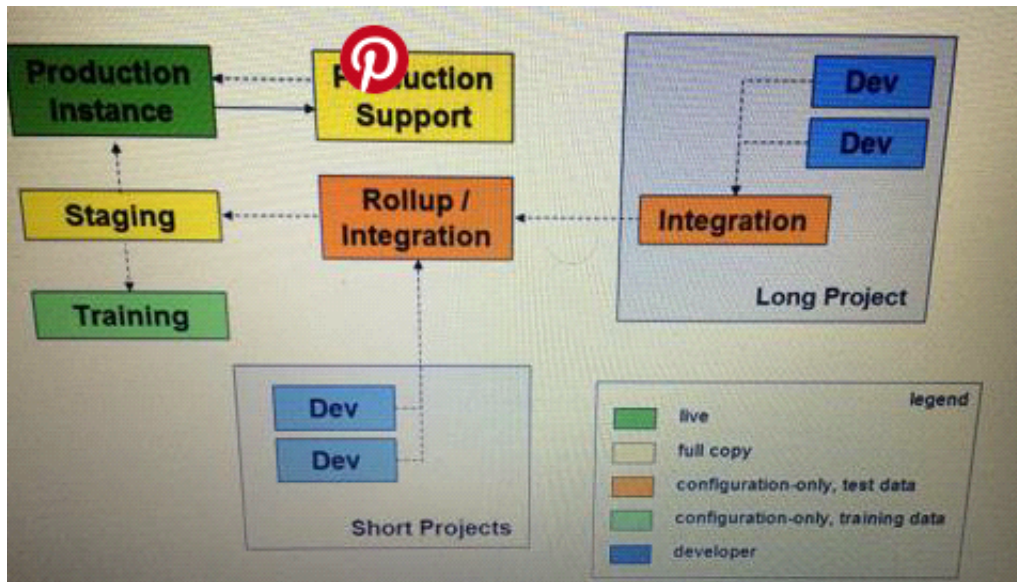 Production
Instance
Support
Dev
Dev
Staging
Rollup /
Integration
Integration
Training
Long Project
Dev
Dev
Short Projects
legend
live
full copy
configuration-only, test data
configuration-only, training data
developer